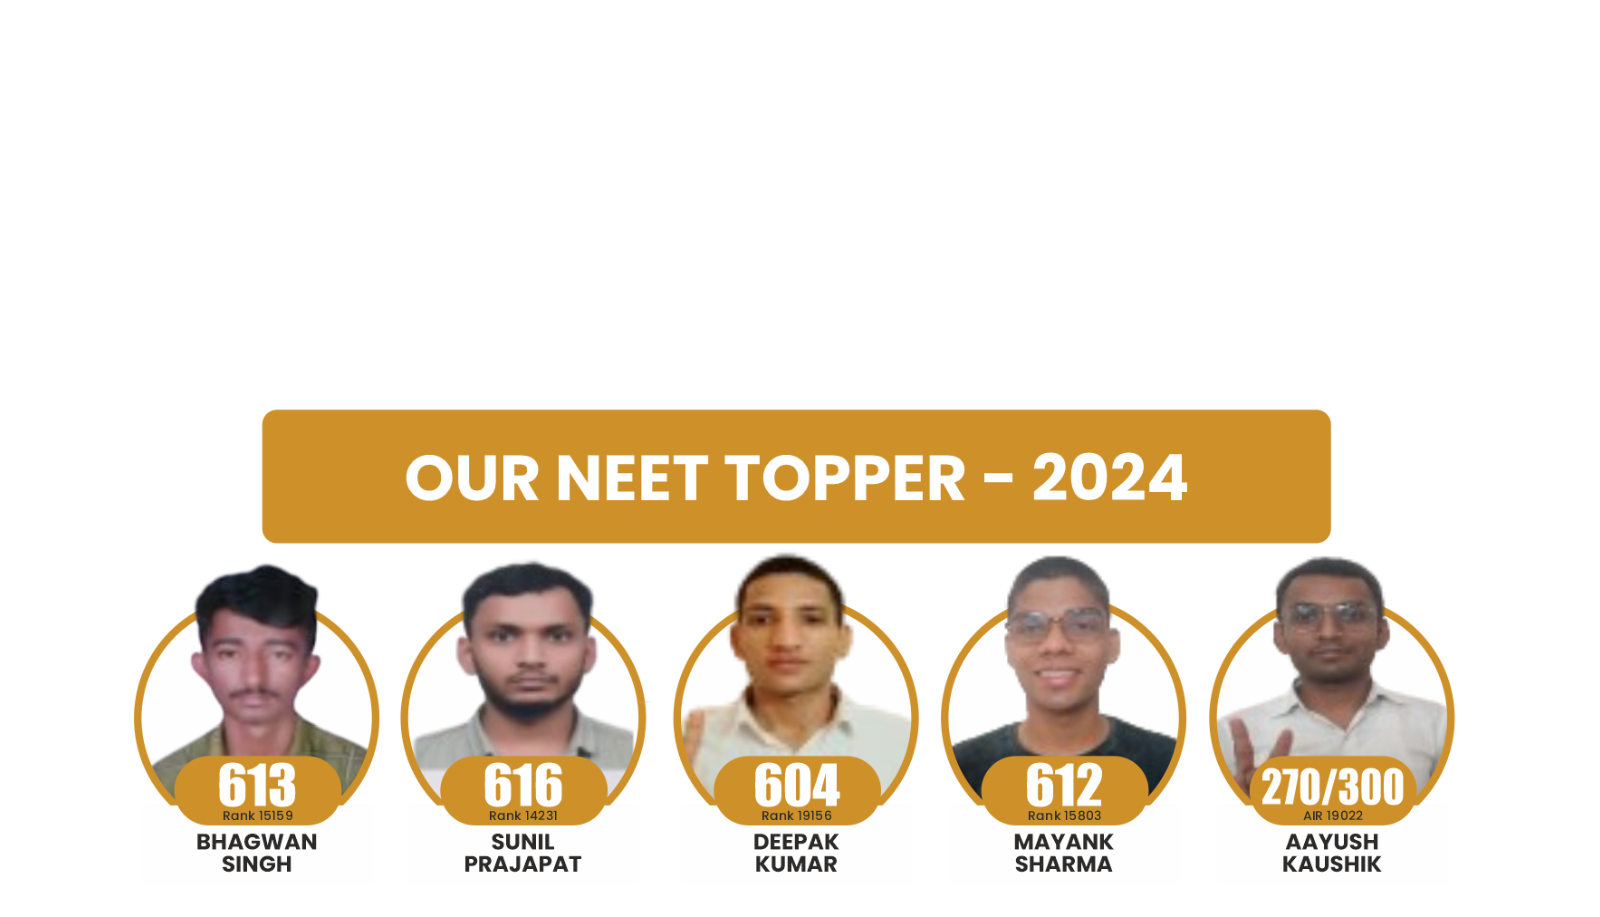 OUR NEET TOPPER - 2024
613
Rank 15159
BHAGWAN
SINGH
616
Rank 14231
SUNIL
PRAJAPAT
604
Rank 19156
DEEPAK
KUMAR
612
Rank 15803
MAYANK
SHARMA
270/300
AIR 19022
AAYUSH
KAUSHIK